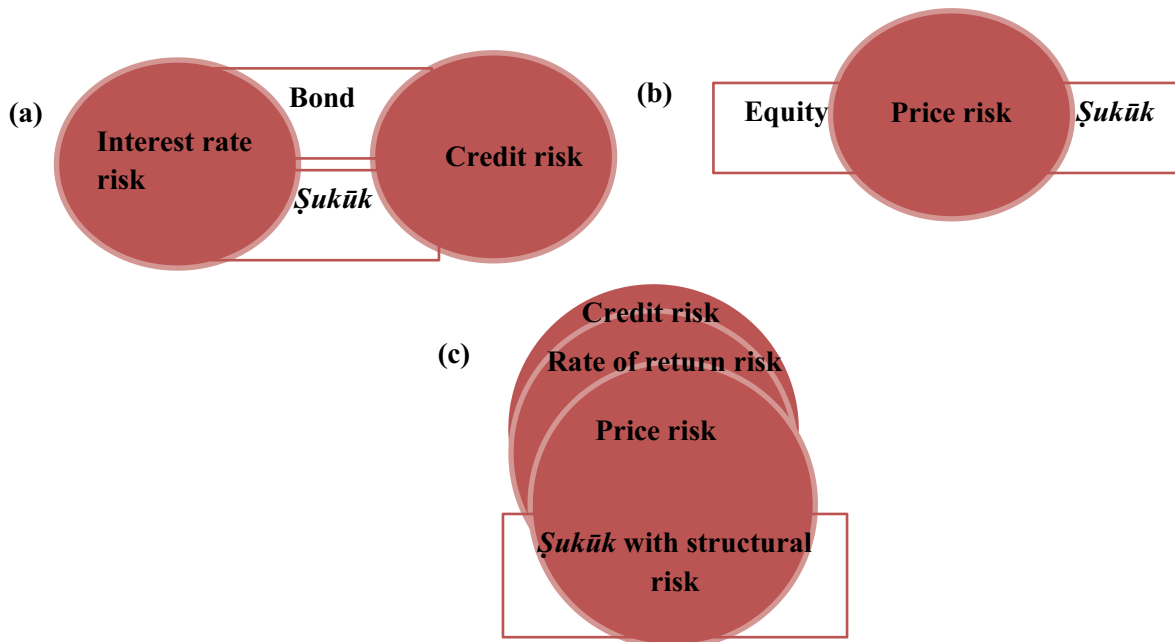 (a)
Bond
Interest rate
risk
Credit risk
Ṣukūk
(b)
Equity
Price risk
Ṣukūk
(c)
Credit risk
Rate of return risk
Price risk
Ṣukūk with structural
risk